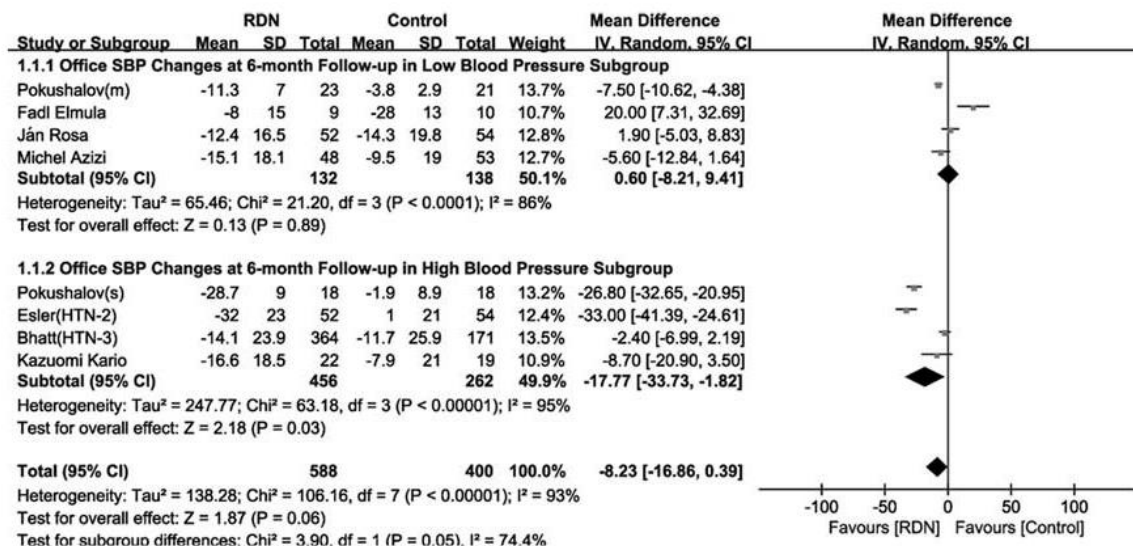 RDN Control Mean Difference Mean Difference
Study or Subgroup Mean SD Total Mean SD Total Weight IV, Random, 95% CI IV, Random, 95% CI
1.1.1 Office SBP Changes at 6-month Follow-up in Low Blood Pressure Subgroup
Pokushalov(m) -11.3 7 23 -3.8 2.9 21 13.7% -7.50 [-10.62, -4.38]
Fadl Elmula -8 15 9 -28 13 10 10.7% 20.00 [7.31, 32.69]
Ján Rosa -12.4 16.5 52 -14.3 19.8 54 12.8% 1.90 [-5.03, 8.83]
Michel Azizi -15.1 18.1 48 -9.5 19 53 12.7% -5.60 [-12.84, 1.64]
Subtotal (95% CI) 132 138 50.1% 0.60 [-8.21, 9.41]
Heterogeneity: Tau² = 65.46; Chi² = 21.20, df = 3 (P < 0.0001); I² = 86%
Test for overall effect: Z = 0.13 (P = 0.89)
1.1.2 Office SBP Changes at 6-month Follow-up in High Blood Pressure Subgroup
Pokushalov(s) -28.7 9 18 -1.9 8.9 18 13.2% -26.80 [-32.65, -20.95]
Esler(HTN-2) -32 23 52 1 21 54 12.4% -33.00 [-41.39, -24.61]
Bhatt(HTN-3) -14.1 23.9 364 -11.7 25.9 171 13.5% -2.40 [-6.99, 2.19]
Kazuomi Kario -16.6 18.5 22 -7.9 21 19 10.9% -8.70 [-20.90, 3.50]
Subtotal (95% CI) 456 262 49.9% -17.77 [-33.73, -1.82]
Heterogeneity: Tau² = 247.77; Chi² = 63.18, df = 3 (P < 0.00001); I² = 95%
Test for overall effect: Z = 2.18 (P = 0.03)
Total (95% CI) 588 400 100.0% -8.23 [-16.86, 0.39]
Heterogeneity: Tau² = 138.28; Chi² = 106.16, df = 7 (P < 0.00001); I² = 93%
Test for overall effect: Z = 1.87 (P = 0.06)
Test for subgroup differences: Chi² = 3.90, df = 1 (P = 0.05), I² = 74.4%
-100 -50 0 50 100
Favours [RDN] Favours [Control]